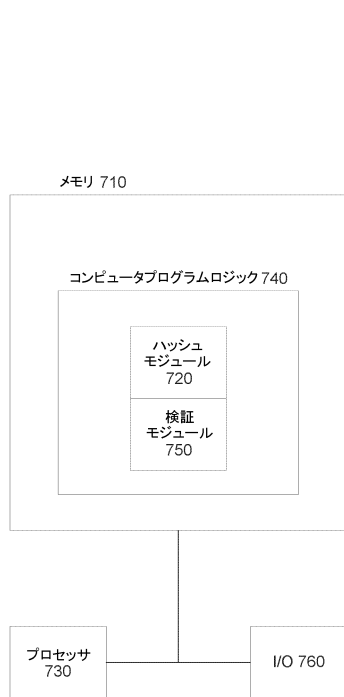 メモリ 710
コンピュータプログラムロジック 740
ハッシュ
モジュール
720
検証
モジュール
750
プロセッサ
730
I/O 760